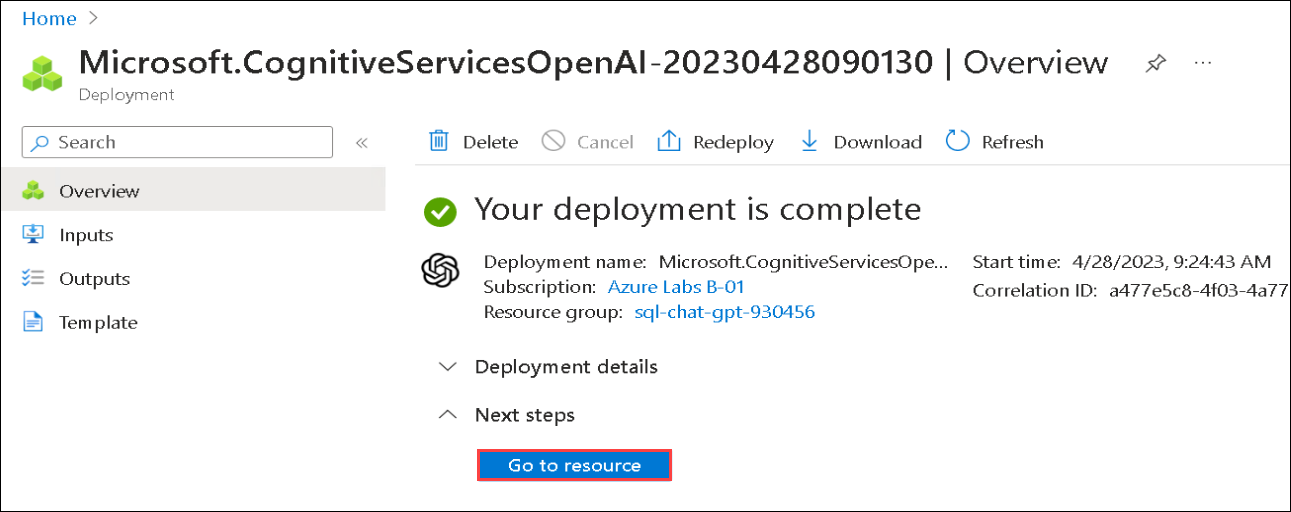 Home >
Microsoft.CognitiveServicesOpenAI-20230428090130 | Overview ...
Deployment
Search «
Overview
Inputs
Outputs
Template
Delete Cancel Redeploy Download Refresh
Your deployment is complete
Deployment name: Microsoft.CognitiveServicesOpe... Start time: 4/28/2023, 9:24:43 AM
Subscription: Azure Labs B-01
Correlation ID: a477e5c8-4f03-4a77
Resource group: sql-chat-gpt-930456
Deployment details
Next steps
Go to resource